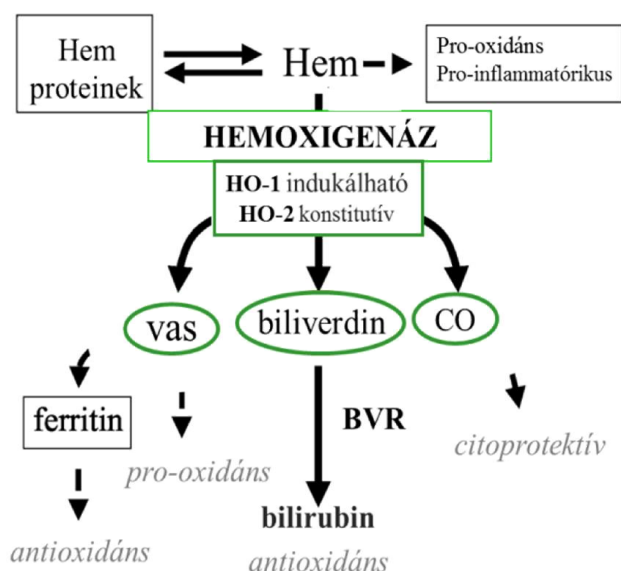 Hem
proteinek
Hem
Pro-oxidáns
Pro-inflammatórikus
HEMOXIGENÁZ
HO-1 indukálható
HO-2 konstitutív
vas
biliverdin
CO
ferritin
pro-oxidáns
BVR
citoprotektív
antioxidáns
bilirubin
antioxidáns